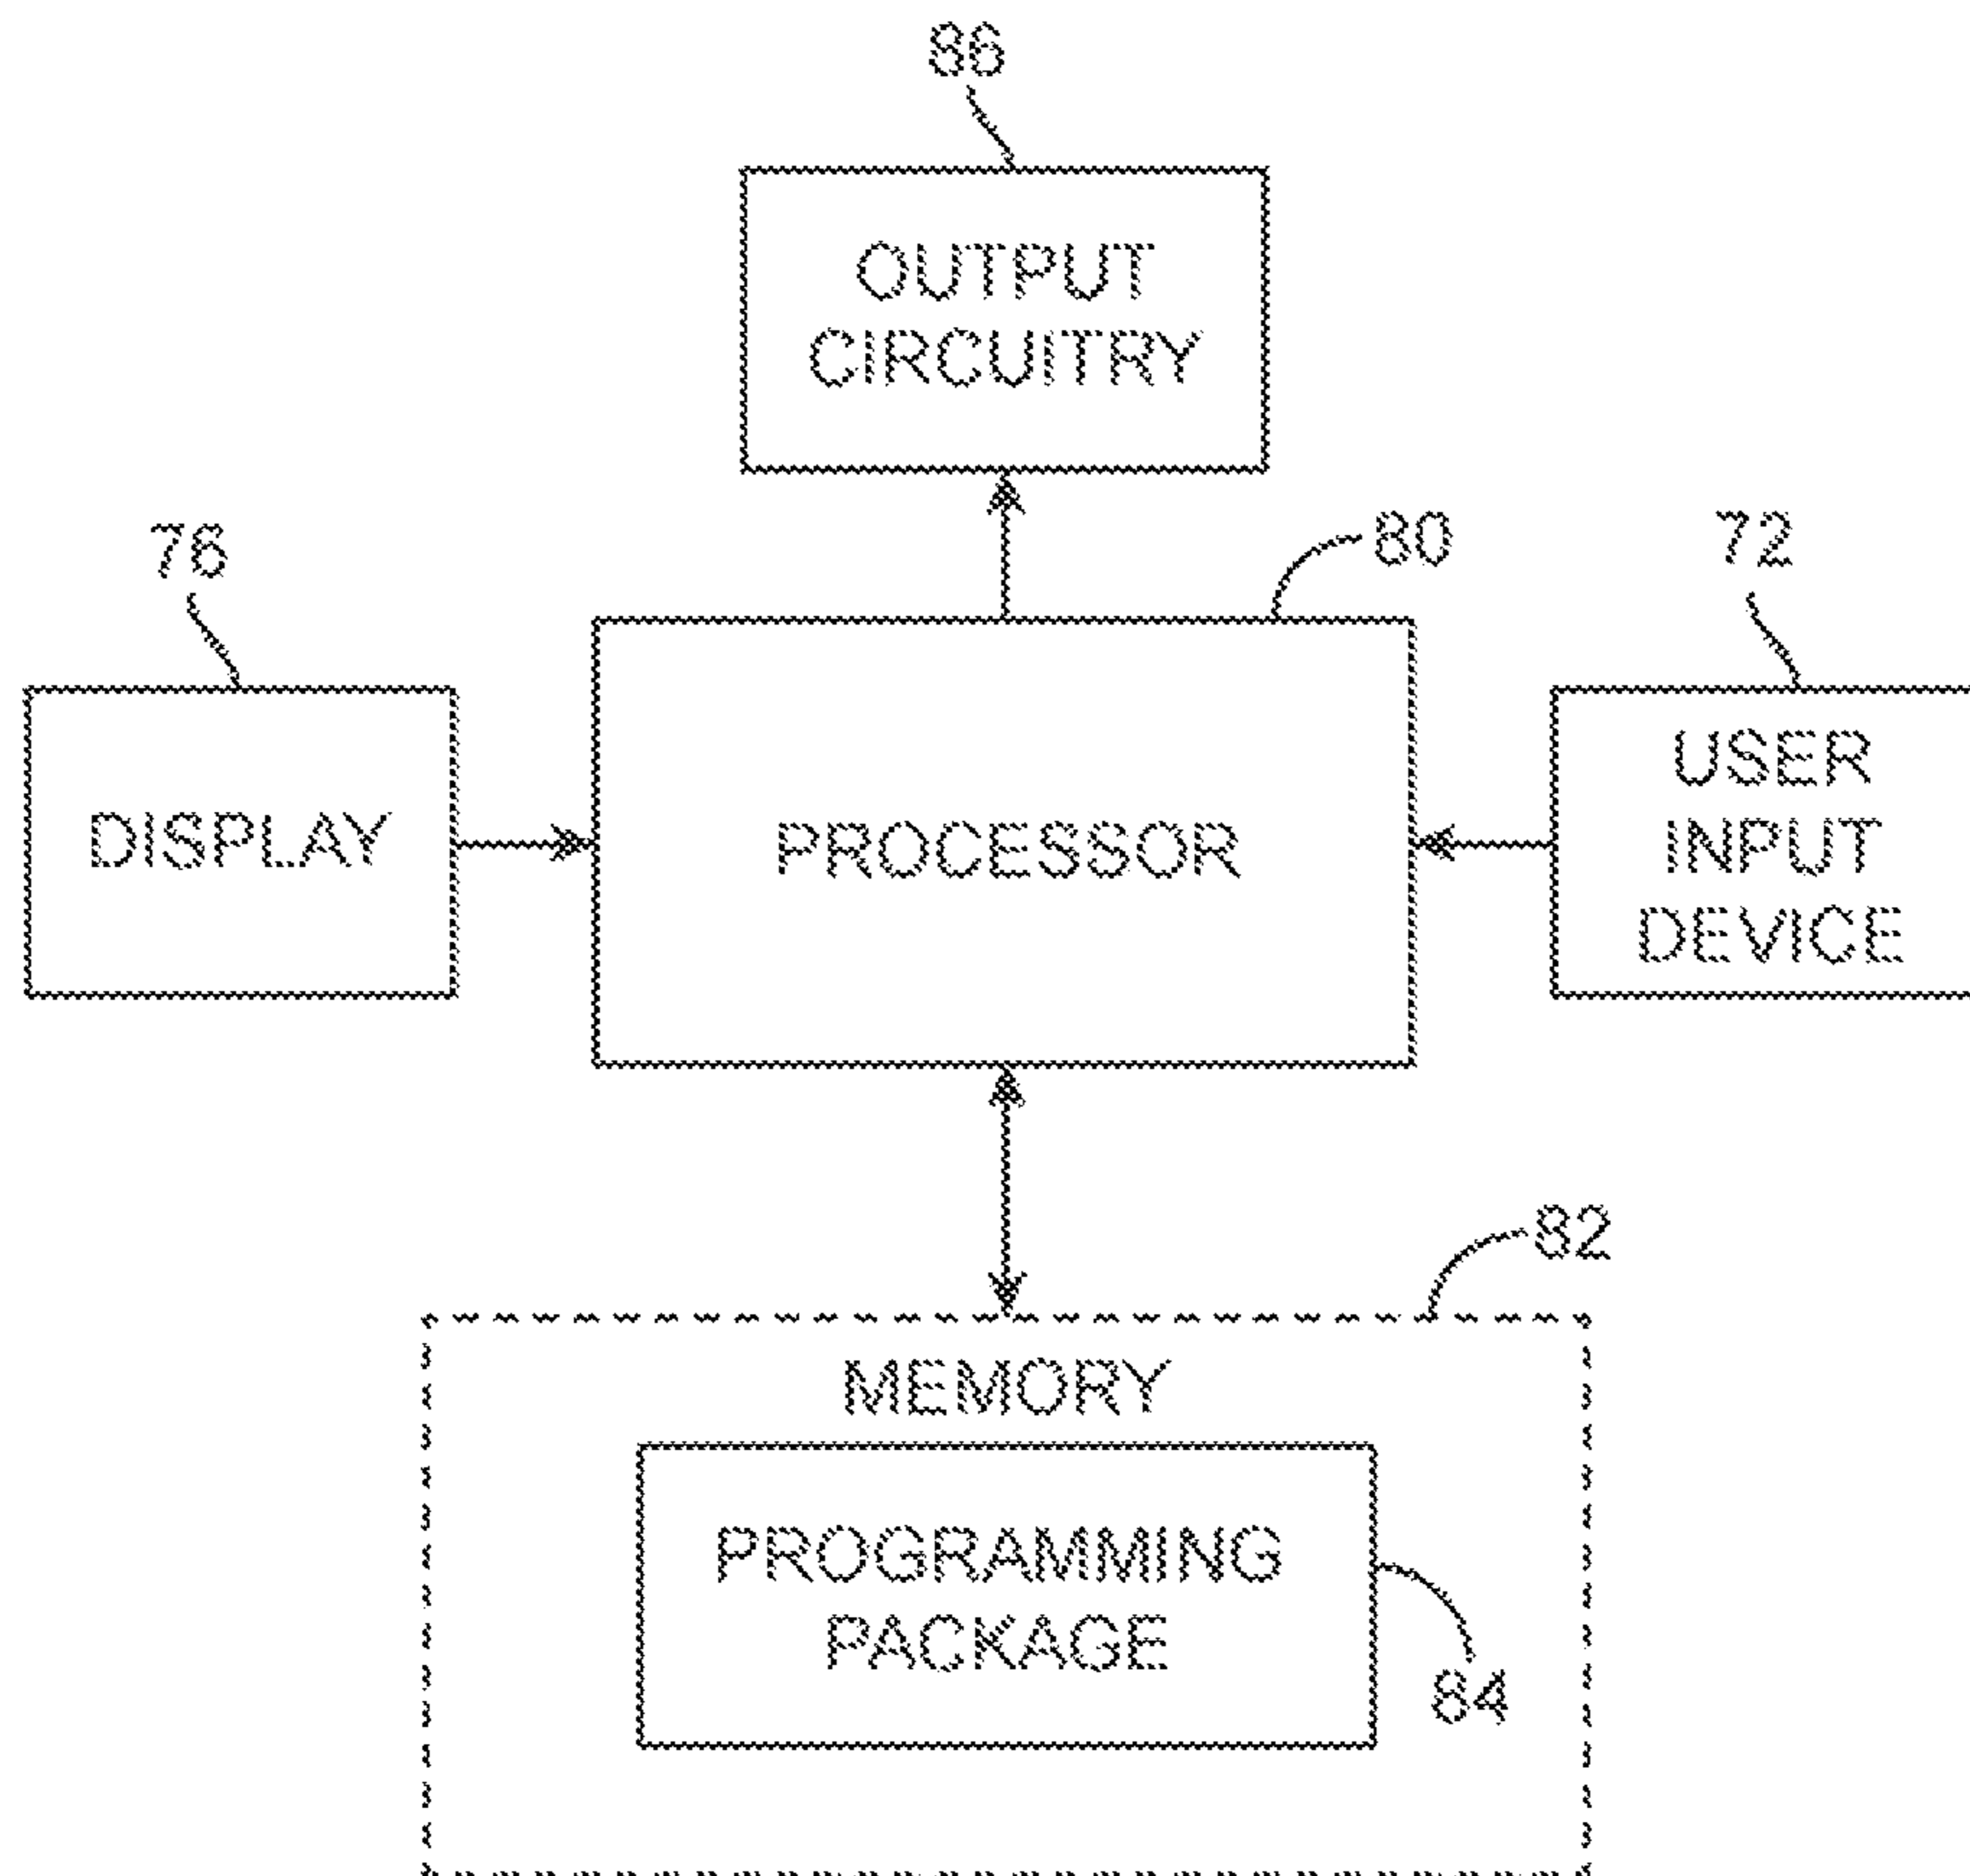 86
OUTPUT
CIRCUITRY
76
80
72
DISPLAY
PROCESSOR
USER
INPUT
DEVICE
82
MEMORY
PROGRAMMING
PACKAGE
84